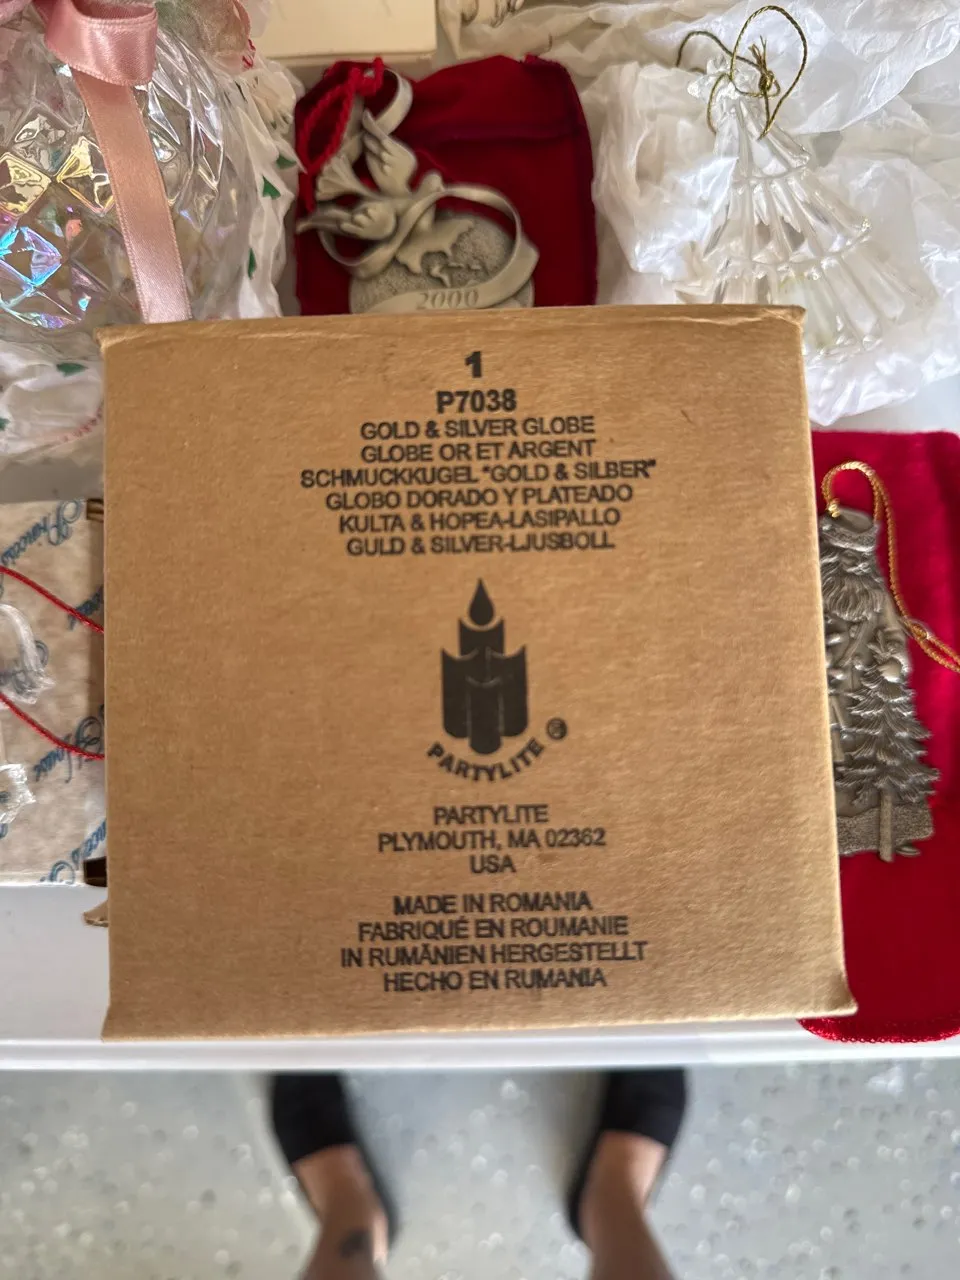 2000
1
P7038
GOLD & SILVER GLOBE
GLOBE OR ET ARGENT
SCHMUCKKUGEL "GOLD & SILBER"
GLOBO DORADO Y PLATEADO
KULTA & HOPEA-LASIPALLO
GULD & SILVER-LJUSBOLL
PARTYLITE ®
PARTYLITE
PLYMOUTH, MA 02362
USA
MADE IN ROMANIA
FABRIQUÉ EN ROUMANIE
IN RUMÄNIEN HERGESTELLT
HECHO EN RUMANIA